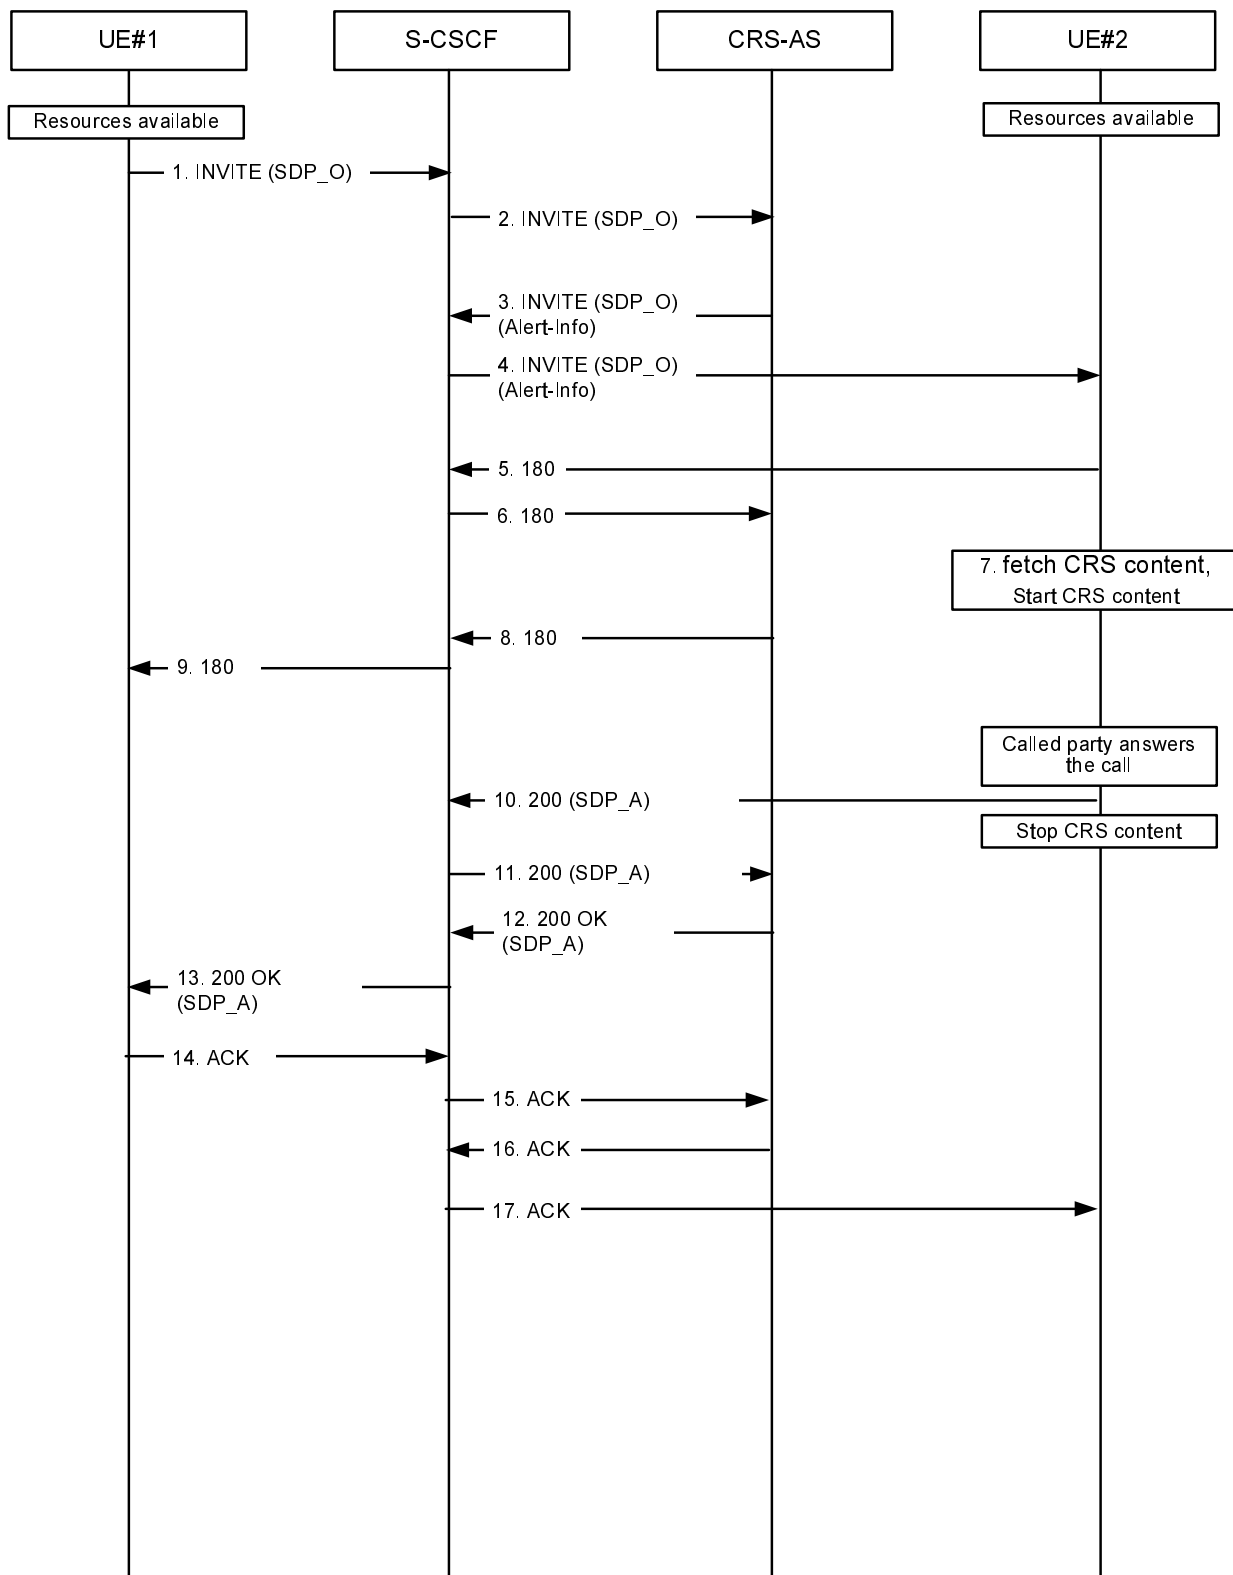 UE#1
S-CSCF
CRS-AS
UE#2
Resources available
Resources available
1. INVITE (SDP_O)
2. INVITE (SDP_O)
3. INVITE (SDP_O)
(Alert-Info)
4. INVITE (SDP_O)
(Alert-Info)
5. 180
6. 180
7. fetch CRS content,
Start CRS content
8. 180
9. 180
Called party answers
the call
10. 200 (SDP_A)
Stop CRS content
11. 200 (SDP_A)
12. 200 OK
(SDP_A)
13. 200 OK
(SDP_A)
14. ACK
15. ACK
16. ACK
17. ACK